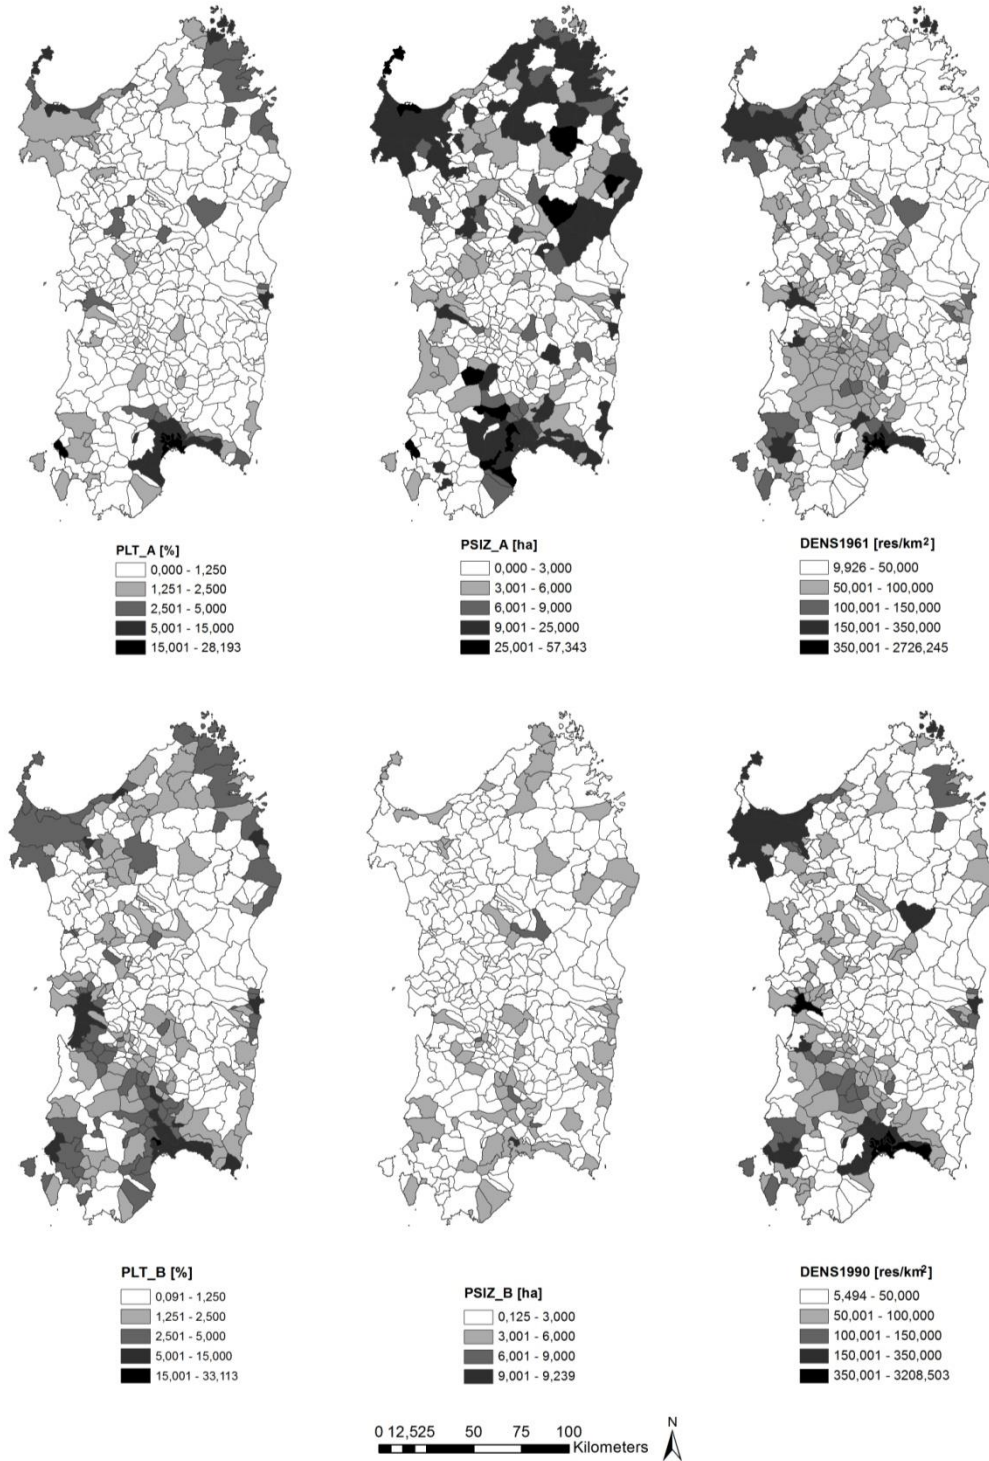 PLT_A [%]
0,000 - 1,250
1,251 - 2,500
2,501 - 5,000
5,001 - 15,000
15,001 - 28,193
PSIZ_A [ha]
0,000 - 3,000
3,001 - 6,000
6,001 - 9,000
9,001 - 25,000
25,001 - 57,343
DENS1961 [res/km²]
9,926 - 50,000
50,001 - 100,000
100,001 - 150,000
150,001 - 350,000
350,001 - 2726,245
PLT_B [%]
0,091 - 1,250
1,251 - 2,500
2,501 - 5,000
5,001 - 15,000
15,001 - 33,113
PSIZ_B [ha]
0,125 - 3,000
3,001 - 6,000
6,001 - 9,000
9,001 - 9,239
DENS1990 [res/km²]
5,494 - 50,000
50,001 - 100,000
100,001 - 150,000
150,001 - 350,000
350,001 - 3208,503
0 12,525 50 75 100
Kilometers
N